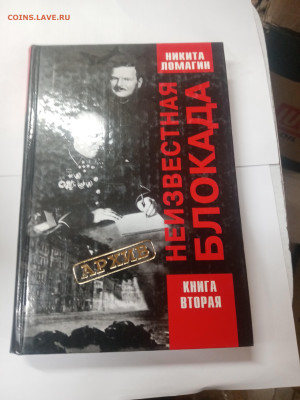 COINS.LAVE.RU
НИКИТА
ЛОМАГИН
НЕИЗВЕСТНАЯ
БЛОКАДА
АРХИВ
КНИГА
ВТОРАЯ